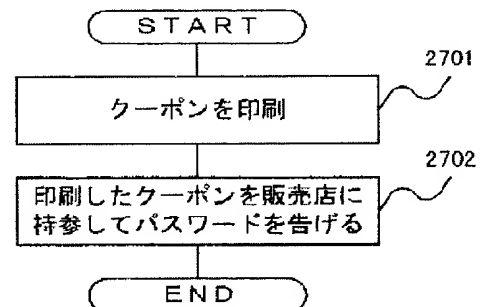 START
2701
クーポンを印刷
2702
印刷したクーポンを販売店に
持参してパスワードを告げる
END